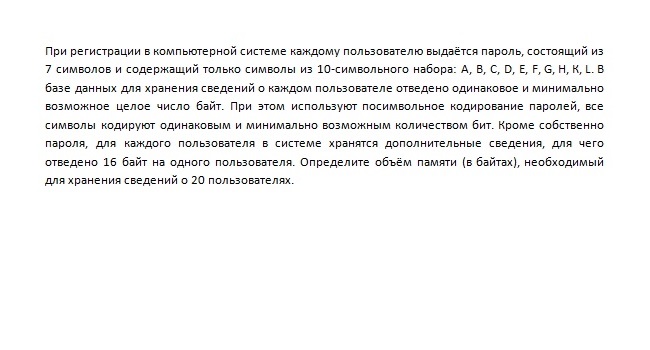 При регистрации в компьютерной системе каждому пользователю выдаётся пароль, состоящий из
7 символов и содержащий только символы из 10-символьного набора: A, B, C, D, E, F, G, H, K, L. В
базе данных для хранения сведений о каждом пользователе отведено одинаковое и минимально
возможное целое число байт. При этом используют посимвольное кодирование паролей, все
символы кодируют одинаковым и минимально возможным количеством бит. Кроме собственно
пароля, для каждого пользователя в системе хранятся дополнительные сведения, для чего
отведено 16 байт на одного пользователя. Определите объём памяти (в байтах), необходимый
для хранения сведений о 20 пользователях.